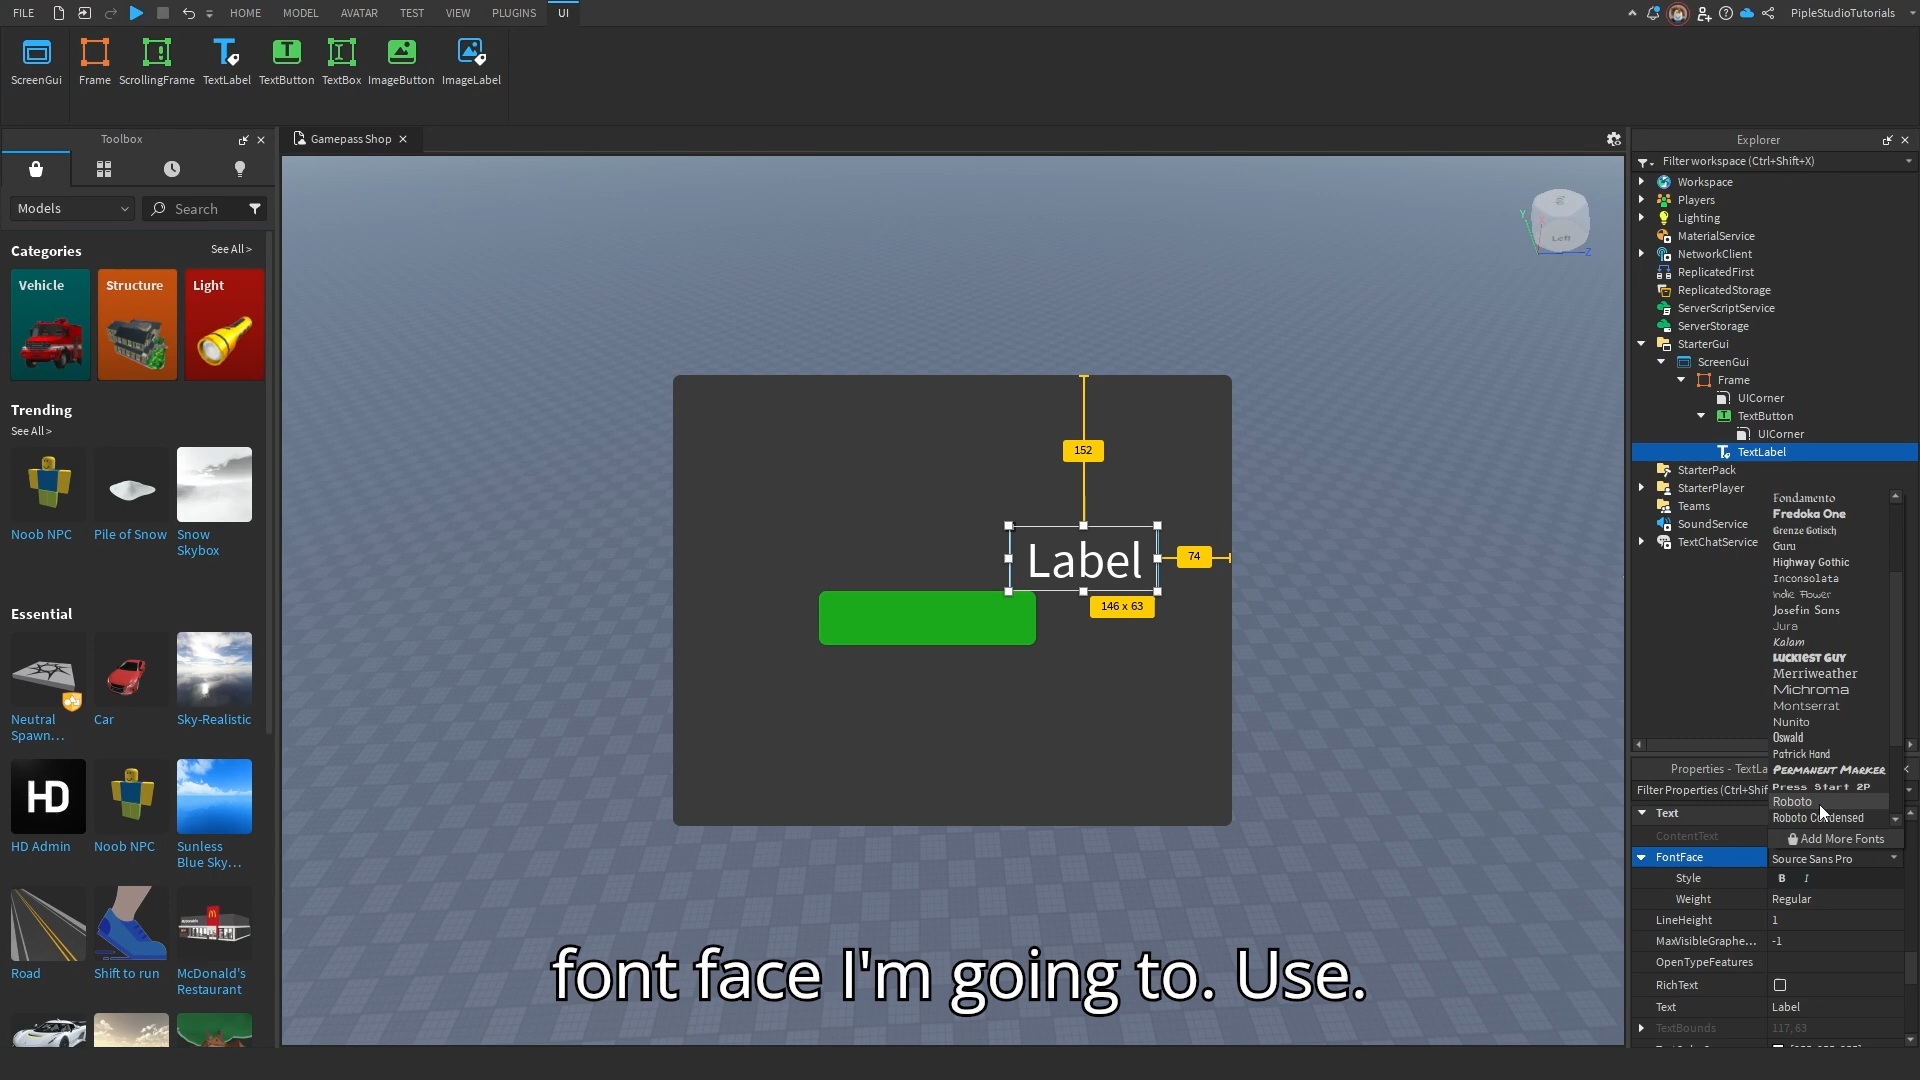 FILE
HOME
MODEL
AVATAR
TEST
VIEW
PLUGINS
UI
PipleStudioTutorials
ScreenGui
Frame
ScrollingFrame
TextLabel
TextButton
TextBox
ImageButton
ImageLabel
Toolbox
Models
Search
Categories
See All >
Vehicle
Structure
Light
Trending
See All >
Noob NPC
Pile of Snow
Snow
Skybox
Essential
Neutral
Spawn...
Car
Sky-Realistic
HD
HD Admin
Noob NPC
Sunless
Blue Sky...
Road
Shift to run
McDonald's
Restaurant
Gamepass Shop
Left
Y
Z
152
Label
74
146 x 63
font face I'm going to. Use.
Explorer
Filter workspace (Ctrl+Shift+X)
Workspace
Players
Lighting
MaterialService
NetworkClient
ReplicatedFirst
ReplicatedStorage
ServerScriptService
ServerStorage
StarterGui
ScreenGui
Frame
UICorner
TextButton
UICorner
TextLabel
StarterPack
StarterPlayer
Teams
SoundService
TextChatService
Fondamento
Fredoka One
Grenze Gotisch
Guru
Highway Gothic
Inconsolata
Indie Flower
Josefin Sans
Jura
Kalam
Luckiest Guy
Merriweather
Michroma
Montserrat
Nunito
Oswald
Patrick Hand
Permanent Marker
Press Start 2P
Roboto
Roboto Condensed
Add More Fonts
Properties - TextLa
Filter Properties (Ctrl+Shif
Text
ContentText
FontFace
Source Sans Pro
Style
B I
Weight
Regular
LineHeight
1
MaxVisibleGraphe...
-1
OpenTypeFeatures
RichText
Text
Label
TextBounds
117, 63